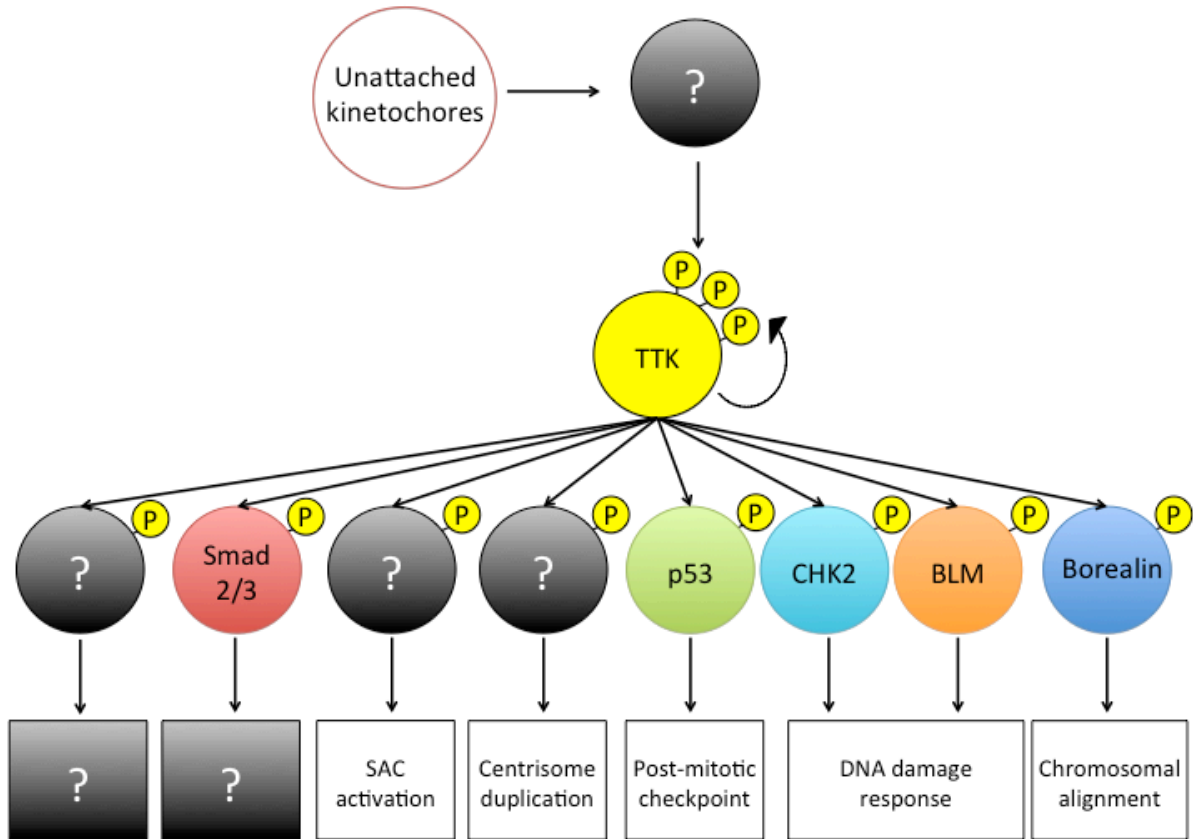 Unattached
kinetochores
?
P
P
P
TTK
P
P
P
P
P
P
P
P
?
Smad
2/3
?
?
p53
CHK2
BLM
Borealin
?
?
SAC
activation
Centrisome
duplication
Post-mitotic
checkpoint
DNA damage
response
Chromosomal
alignment